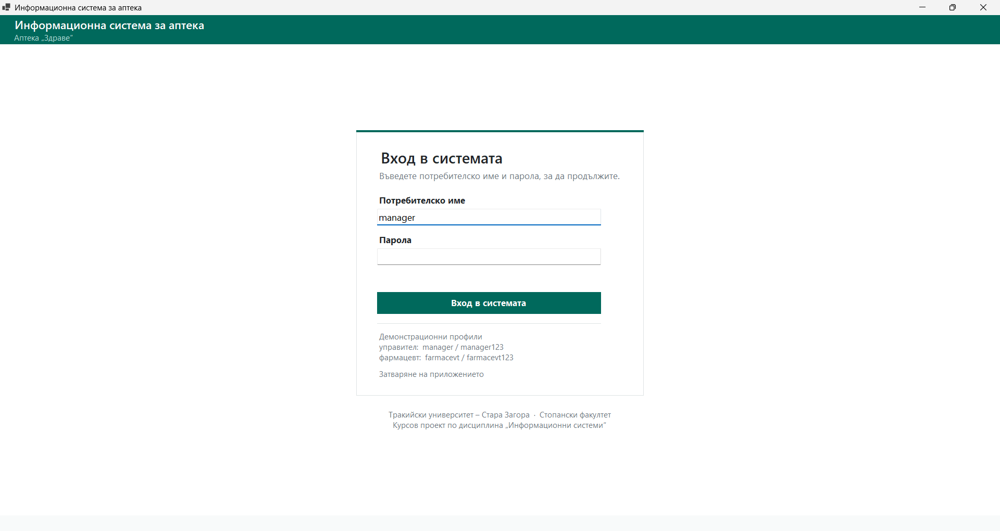 Информационна система за аптека
Информационна система за аптека
Аптека „Здраве“
Вход в системата
Въведете потребителско име и парола, за да продължите.
Потребителско име
manager
Парола
Вход в системата
Демонстрационни профили
управител: manager / manager123
фармацевт: farmacevt / farmacevt123
Затваряне на приложението
Тракийски университет – Стара Загора · Стопански факултет
Курсов проект по дисциплина „Информационни системи“